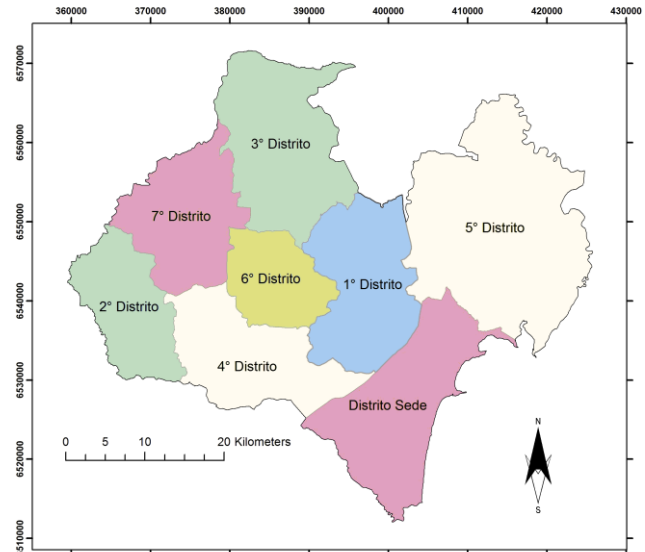 360000 370000 380000 390000 400000 410000 420000 430000
6570000
6560000
6550000
6540000
6530000
6520000
6510000
3° Distrito
7° Distrito
5° Distrito
6° Distrito
1° Distrito
2° Distrito
4° Distrito
Distrito Sede
0 5 10 20 Kilometers
N
S